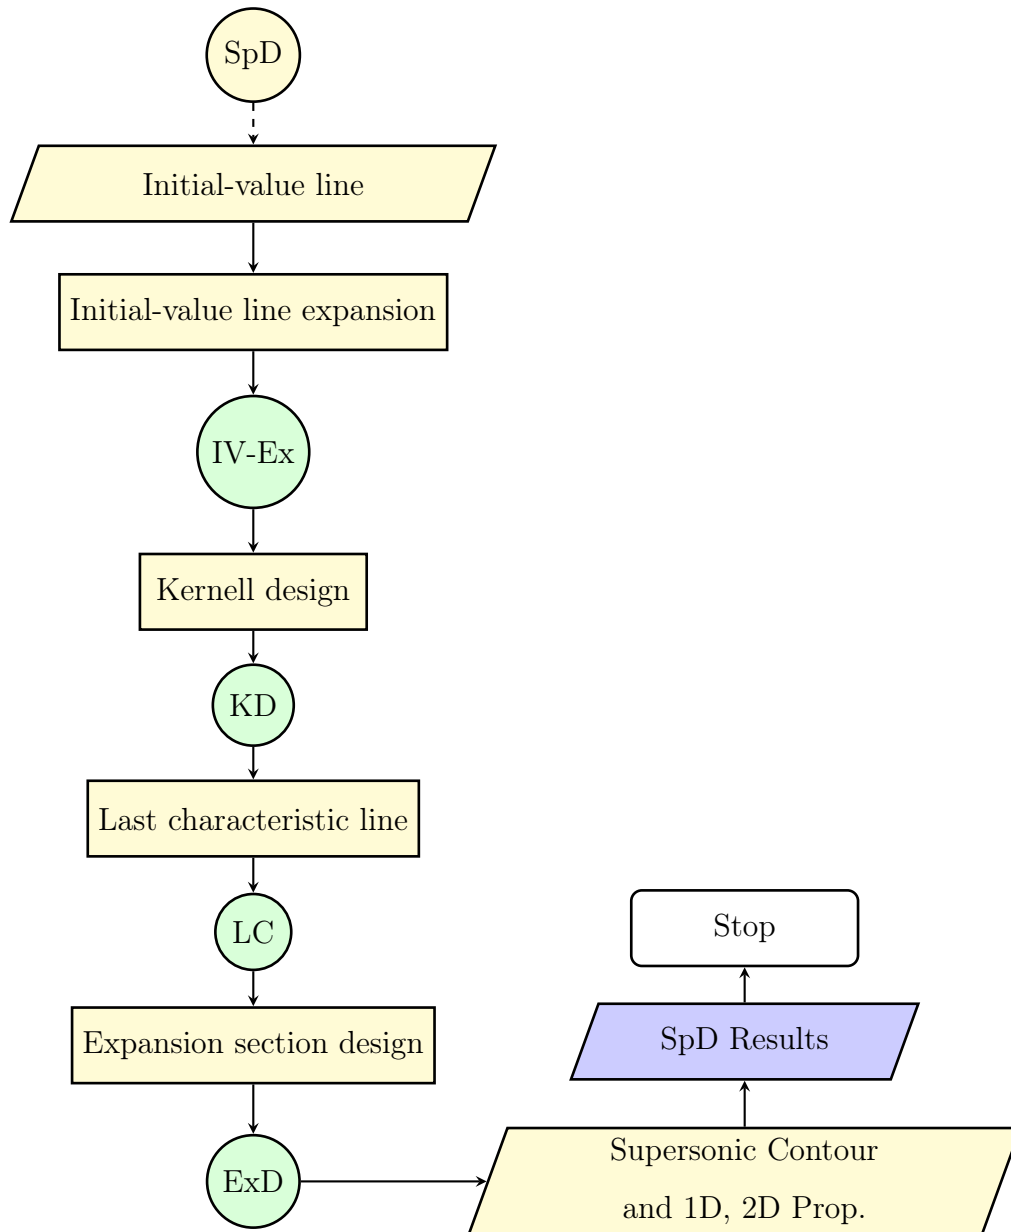 SpD
Initial-value line
Initial-value line expansion
IV-Ex
Kernell design
KD
Last characteristic line
LC
Expansion section design
ExD
Supersonic Contour
and 1D, 2D Prop.
SpD Results
Stop